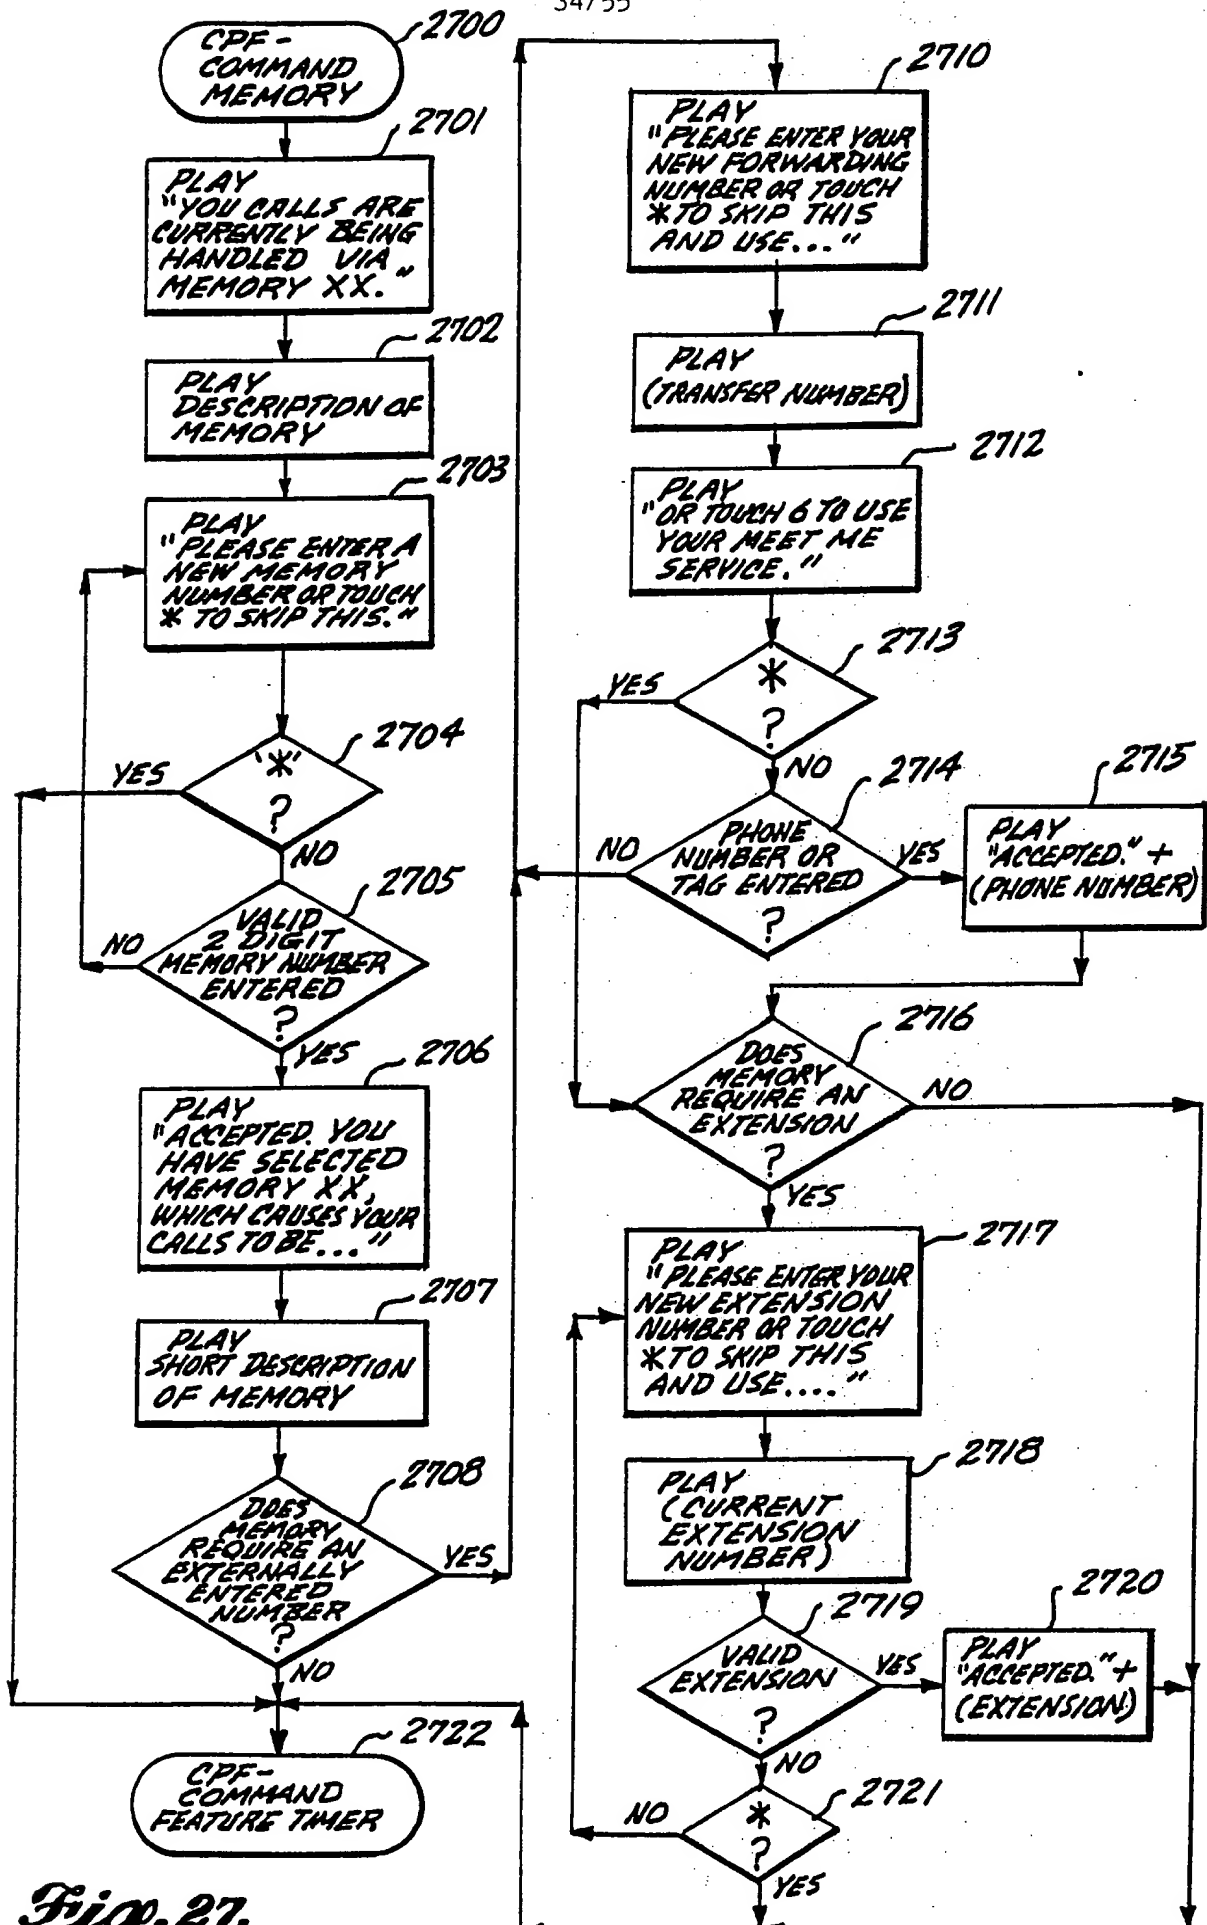 34/55
2700
CPF-
COMMAND
MEMORY
2701
PLAY
"YOU CALLS ARE
CURRENTLY BEING
HANDLED VIA
MEMORY XX."
2702
PLAY
DESCRIPTION OF
MEMORY
2703
PLAY
"PLEASE ENTER A
NEW MEMORY
NUMBER OR TOUCH
* TO SKIP THIS."
2704
'*'
?
YES
NO
2705
VALID
2 DIGIT
MEMORY NUMBER
ENTERED
?
NO
YES
2706
PLAY
"ACCEPTED. YOU
HAVE SELECTED
MEMORY XX,
WHICH CAUSES YOUR
CALLS TO BE..."
2707
PLAY
SHORT DESCRIPTION
OF MEMORY
2708
DOES
MEMORY
REQUIRE AN
EXTERNALLY
ENTERED
NUMBER
?
YES
NO
2722
CPF-
COMMAND
FEATURE TIMER
2710
PLAY
"PLEASE ENTER YOUR
NEW FORWARDING
NUMBER OR TOUCH
* TO SKIP THIS
AND USE..."
2711
PLAY
(TRANSFER NUMBER)
2712
PLAY
"OR TOUCH 6 TO USE
YOUR MEET ME
SERVICE."
2713
*
?
YES
NO
2714
PHONE
NUMBER OR
TAG ENTERED
?
NO
YES
2715
PLAY
"ACCEPTED." +
(PHONE NUMBER)
2716
DOES
MEMORY
REQUIRE AN
EXTENSION
?
NO
YES
2717
PLAY
"PLEASE ENTER YOUR
NEW EXTENSION
NUMBER OR TOUCH
* TO SKIP THIS
AND USE...."
2718
PLAY
(CURRENT
EXTENSION
NUMBER)
2719
VALID
EXTENSION
?
YES
NO
2720
PLAY
"ACCEPTED." +
(EXTENSION)
2721
*
?
NO
YES
Fig. 27.